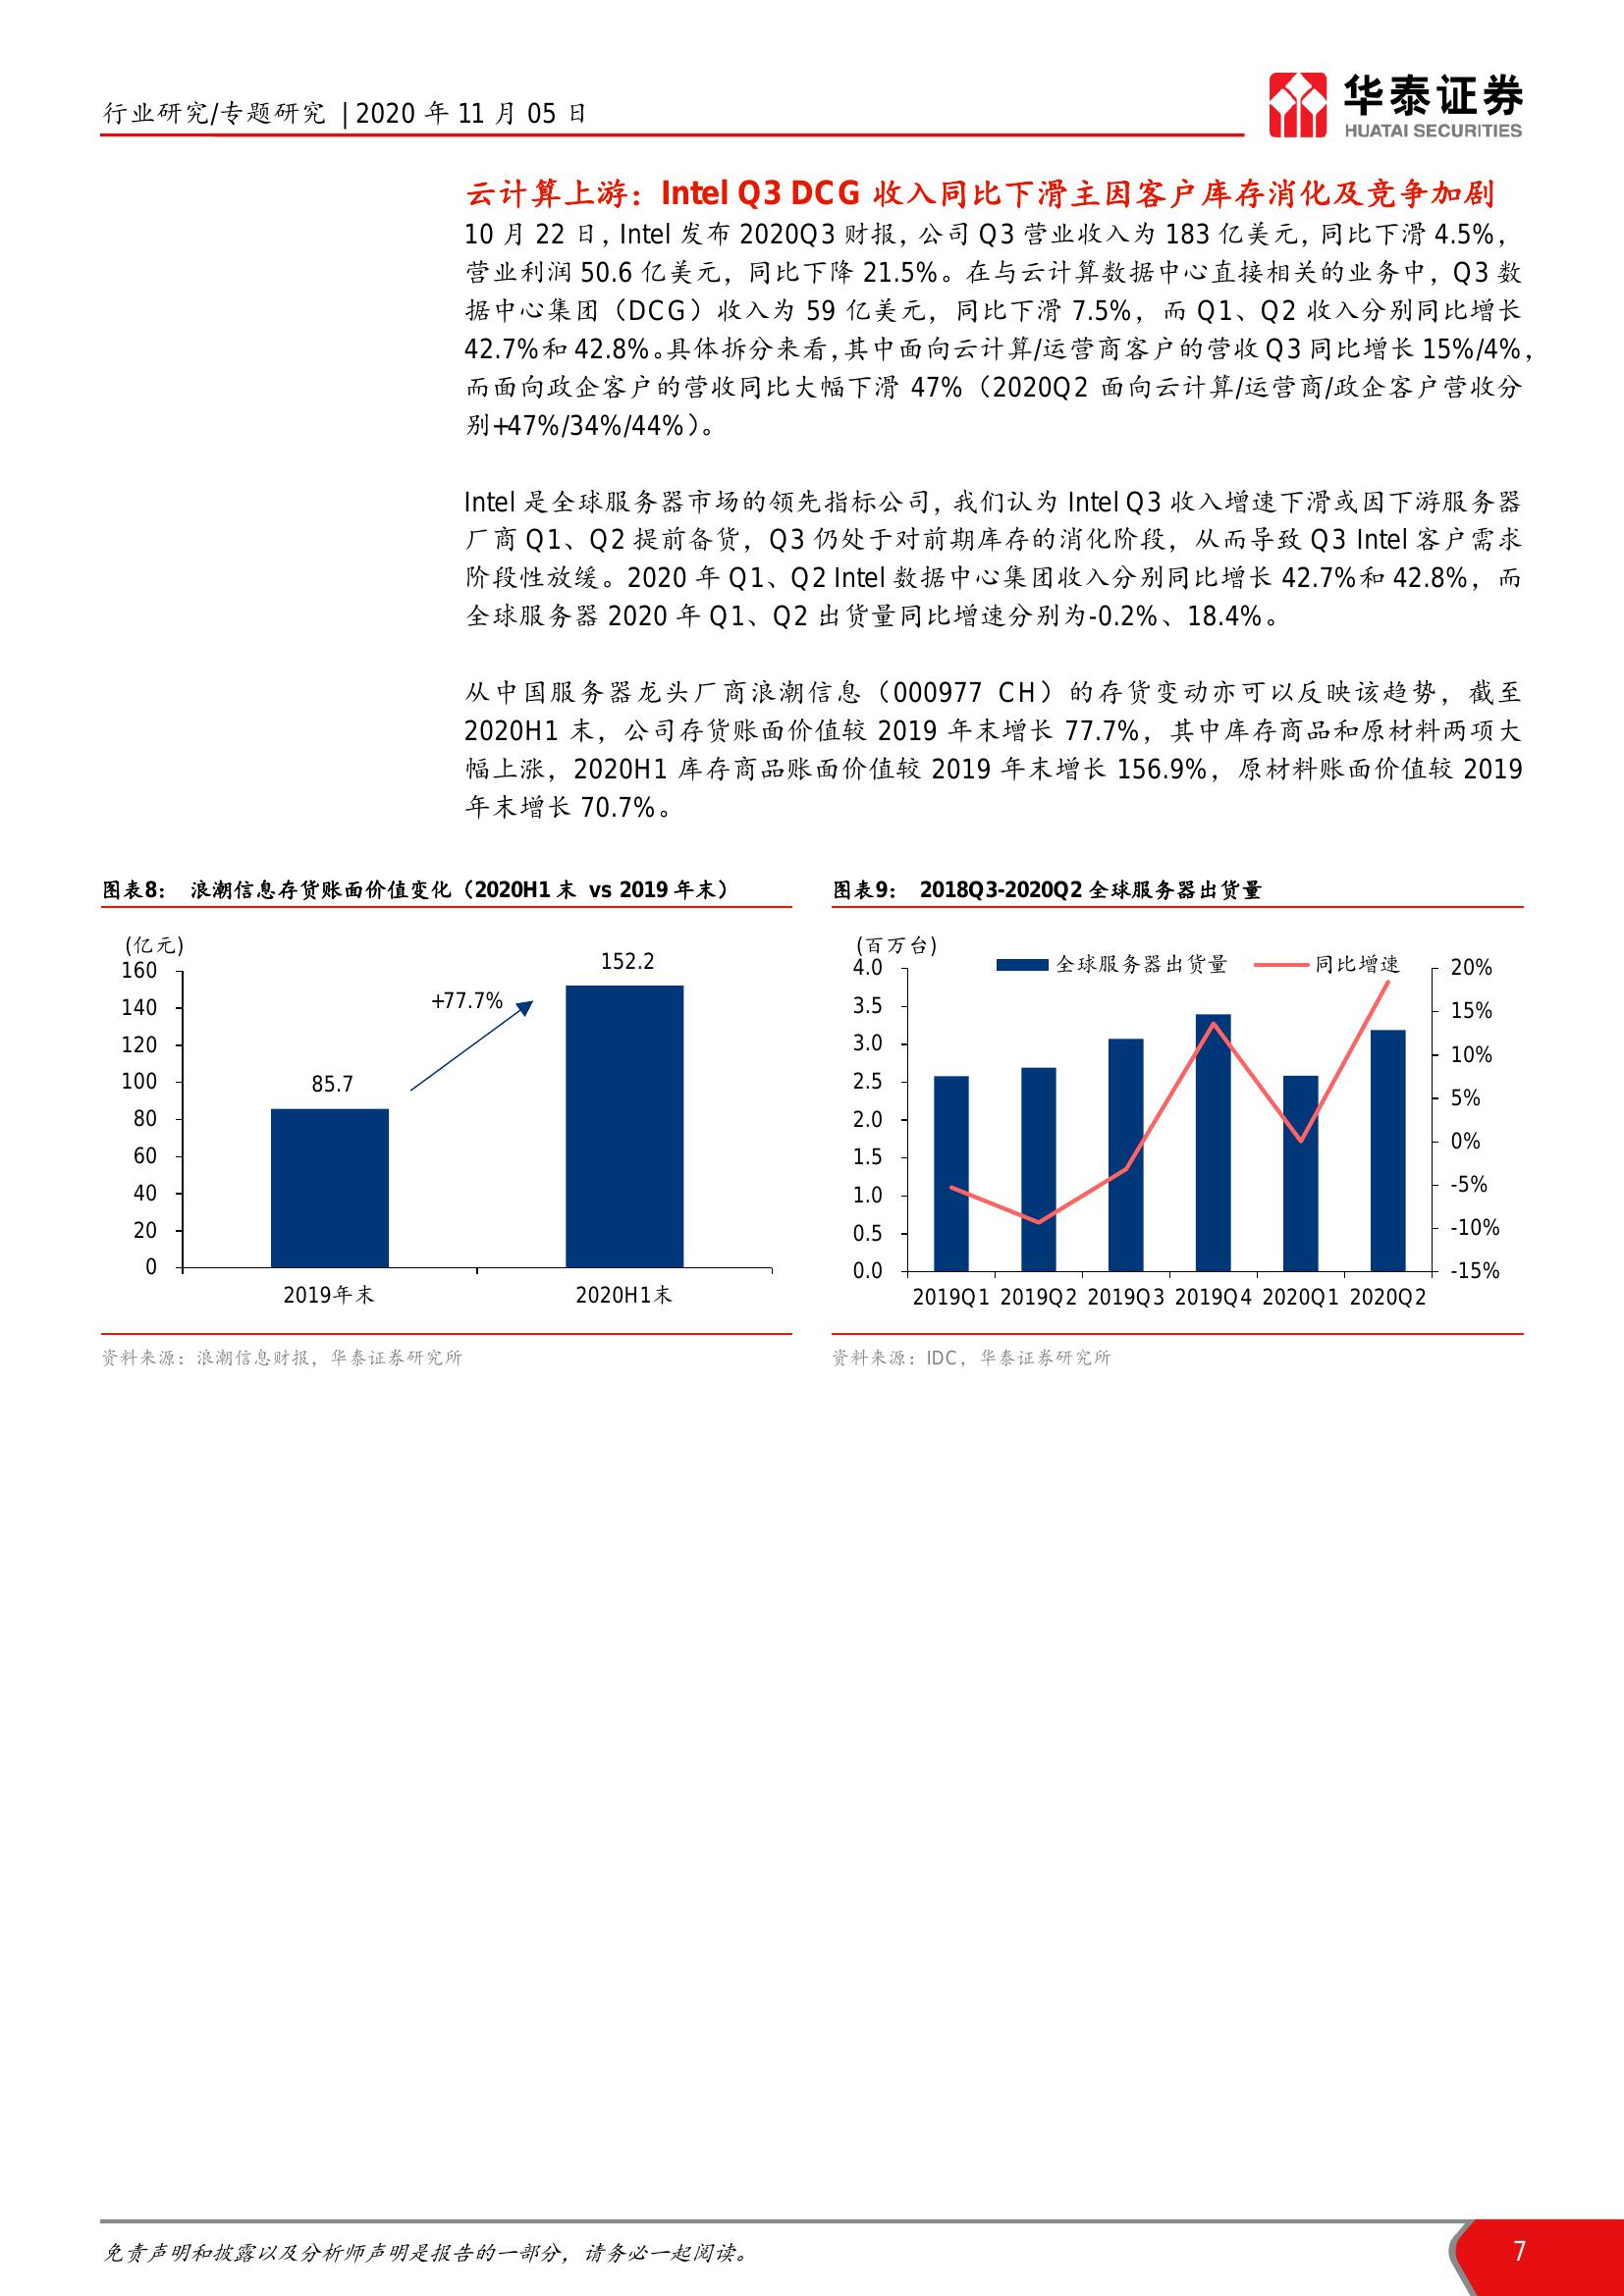 行业研究/专题研究 | 2020 年 11 月 05 日
华泰证券
HUATAI SECURITIES
云计算上游：Intel Q3 DCG 收入同比下滑主因客户库存消化及竞争加剧
10 月 22 日，Intel 发布 2020Q3 财报，公司 Q3 营业收入为 183 亿美元，同比下滑 4.5%，
营业利润 50.6 亿美元，同比下降 21.5%。在与云计算数据中心直接相关的业务中，Q3 数
据中心集团（DCG）收入为 59 亿美元，同比下滑 7.5%，而 Q1、Q2 收入分别同比增长
42.7%和 42.8%。具体拆分来看，其中面向云计算/运营商客户的营收 Q3 同比增长 15%/4%，
而面向政企客户的营收同比大幅下滑 47%（2020Q2 面向云计算/运营商/政企客户营收分
别+47%/34%/44%）。
Intel 是全球服务器市场的领先指标公司，我们认为 Intel Q3 收入增速下滑或因下游服务器
厂商 Q1、Q2 提前备货，Q3 仍处于对前期库存的消化阶段，从而导致 Q3 Intel 客户需求
阶段性放缓。2020 年 Q1、Q2 Intel 数据中心集团收入分别同比增长 42.7%和 42.8%，而
全球服务器 2020 年 Q1、Q2 出货量同比增速分别为-0.2%、18.4%。
从中国服务器龙头厂商浪潮信息（000977 CH）的存货变动亦可以反映该趋势，截至
2020H1 末，公司存货账面价值较 2019 年末增长 77.7%，其中库存商品和原材料两项大
幅上涨，2020H1 库存商品账面价值较 2019 年末增长 156.9%，原材料账面价值较 2019
年末增长 70.7%。
图表8： 浪潮信息存货账面价值变化（2020H1 末 vs 2019 年末）
(亿元)
160
140
120
100
80
60
40
20
0
85.7
+77.7%
152.2
2019年末 2020H1末
资料来源：浪潮信息财报，华泰证券研究所
图表9： 2018Q3-2020Q2 全球服务器出货量
(百万台)
全球服务器出货量 同比增速
4.0
3.5
3.0
2.5
2.0
1.5
1.0
0.5
0.0
20%
15%
10%
5%
0%
-5%
-10%
-15%
2019Q1 2019Q2 2019Q3 2019Q4 2020Q1 2020Q2
资料来源：IDC，华泰证券研究所
免责声明和披露以及分析师声明是报告的一部分，请务必一起阅读。
7